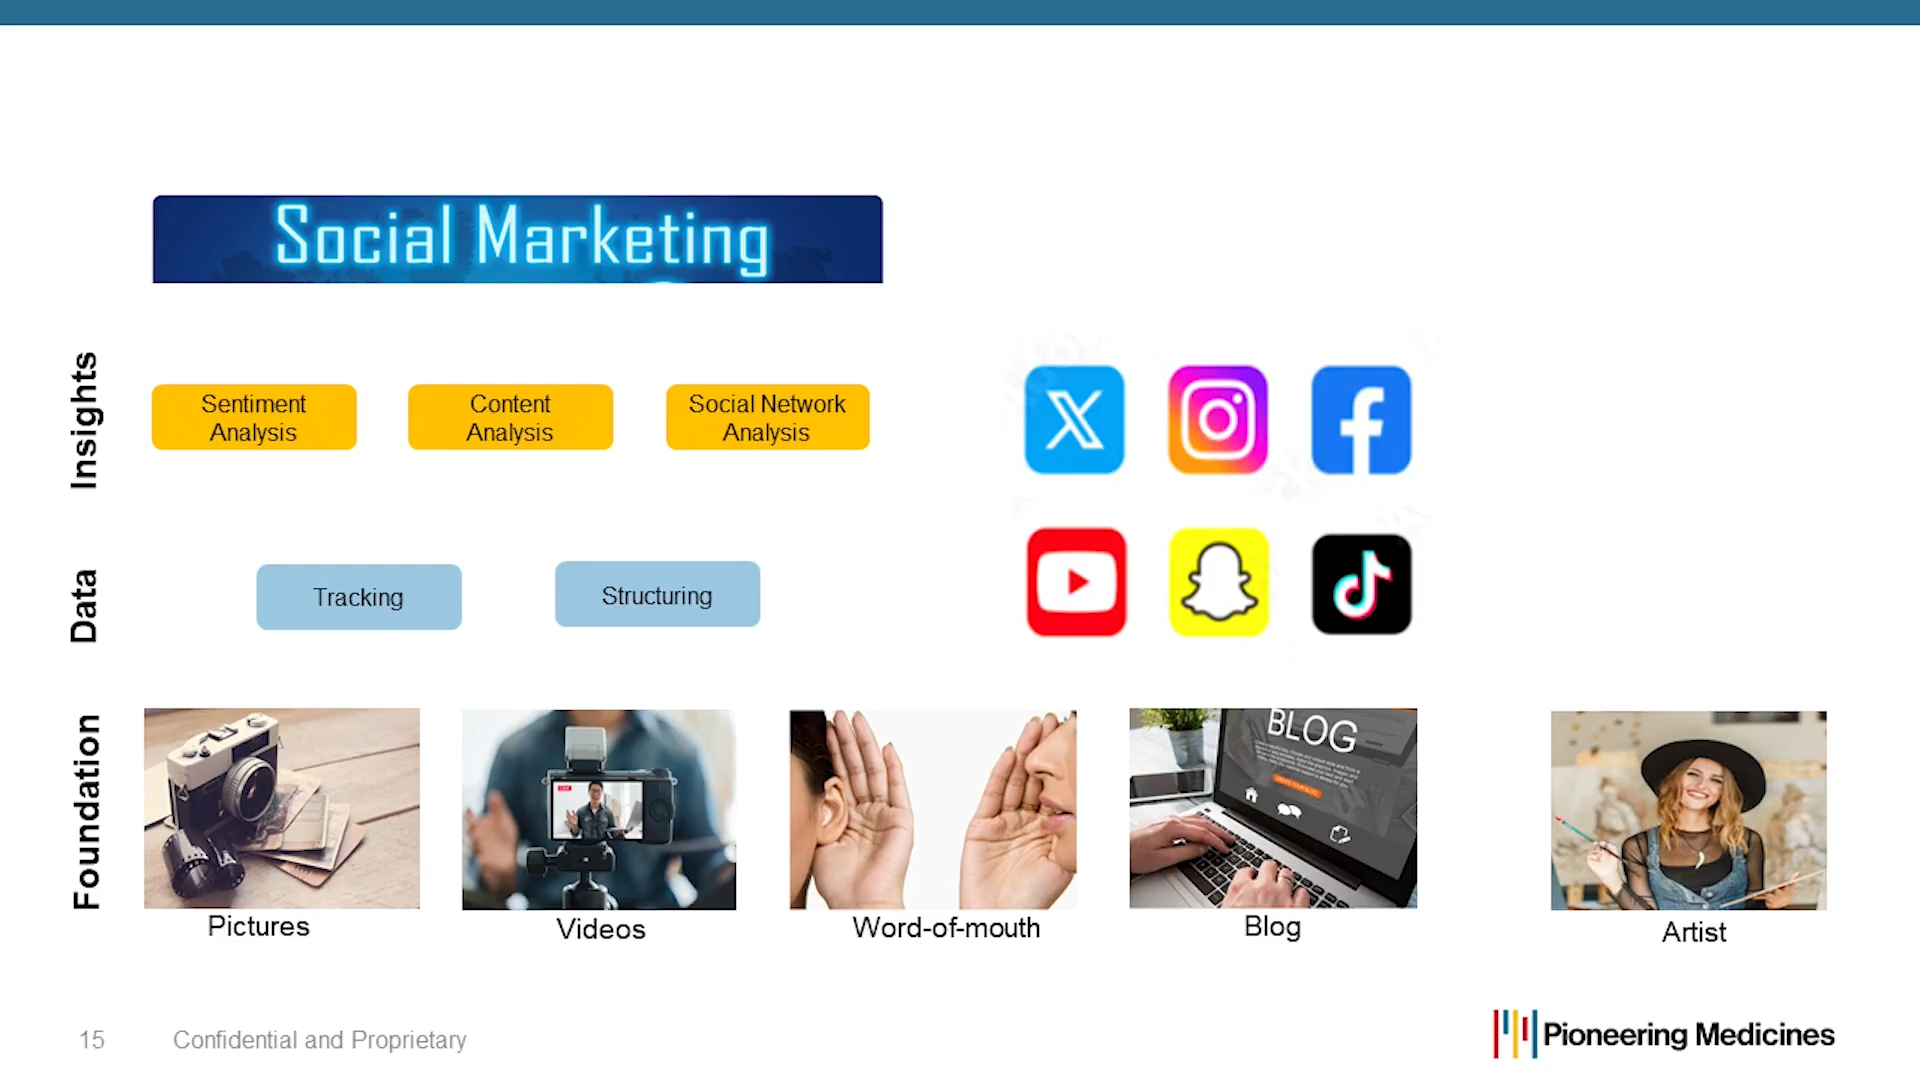 Social Marketing
Insights
Sentiment
Analysis
Content
Analysis
Social Network
Analysis
Data
Tracking
Structuring
Foundation
BLOG
Pictures
Videos
Word-of-mouth
Blog
Artist
15
Confidential and Proprietary
Pioneering Medicines